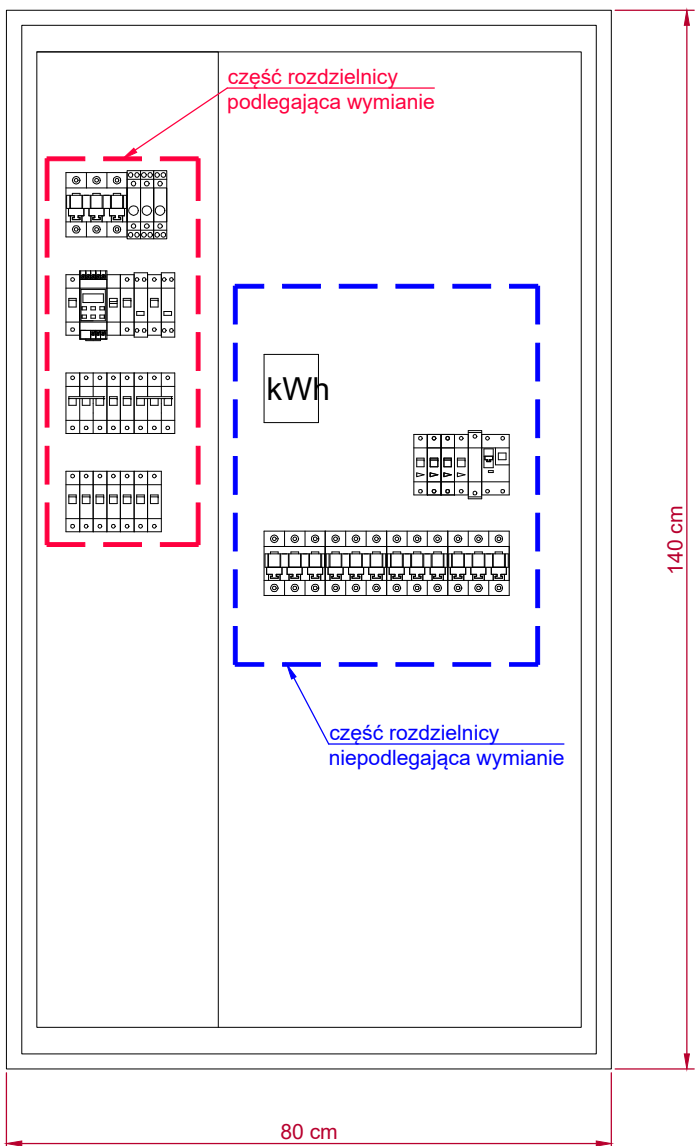 część rozdzielnicy
podlegająca wymianie
kWh
140 cm
część rozdzielnicy
niepodlegająca wymianie
80 cm